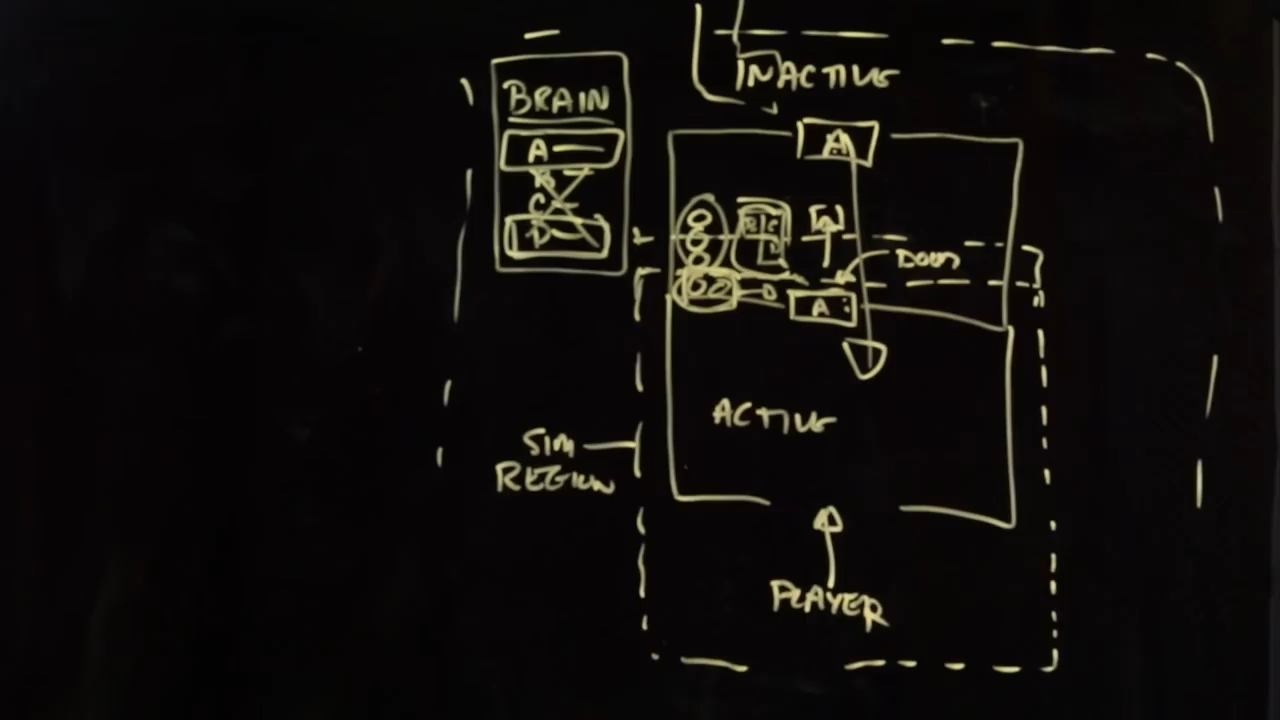 INACTIVE
BRAIN
A
B
C
D
A
DOOR
D
A
ACTIVE
SIM
REGION
PLAYER